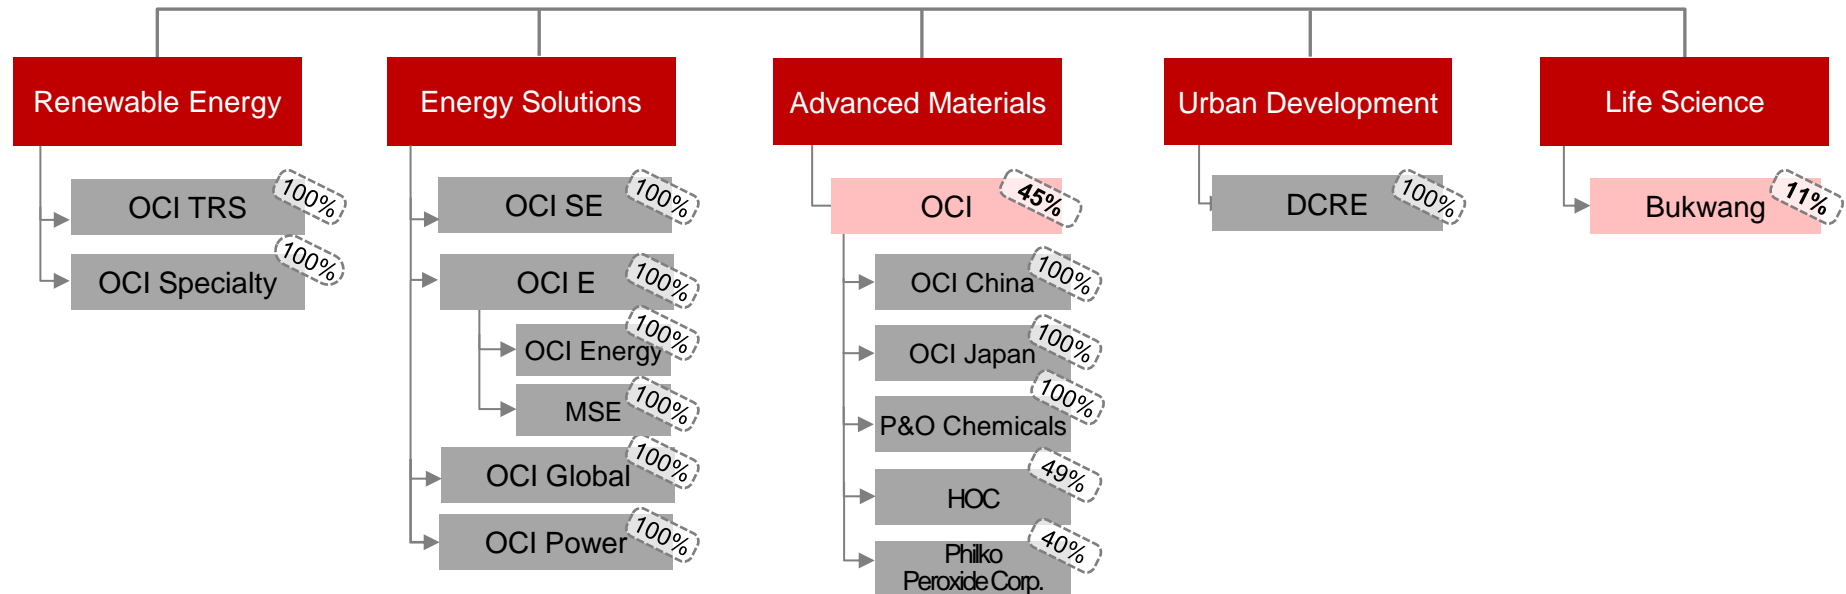 Renewable Energy
Energy Solutions
Advanced Materials
Urban Development
Life Science
OCI TRS
100%
OCI Specialty
100%
OCI SE
100%
OCI E
100%
OCI Energy
100%
MSE
100%
OCI Global
100%
OCI Power
100%
OCI
45%
OCI China
100%
OCI Japan
100%
P&O Chemicals
100%
HOC
49%
Philko
Peroxide Corp.
40%
DCRE
100%
Bukwang
11%